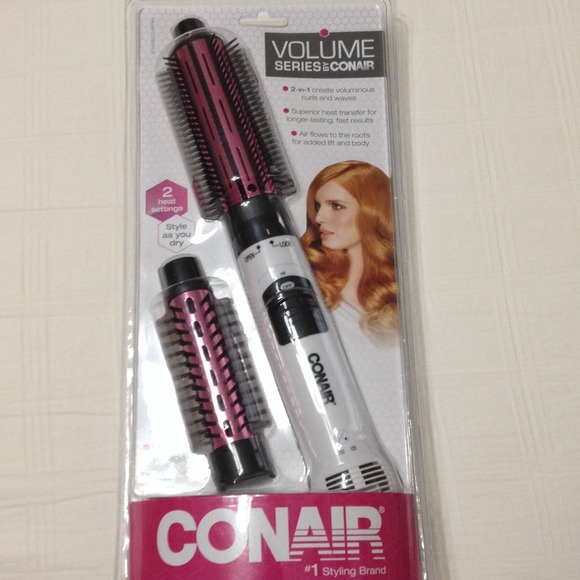 VOLUME
SERIES BY CONAIR
2-in-1 create voluminous
curls and waves
Superior heat transfer for
longer-lasting, fast results
Air flows to the roots
for added lift and body
2
heat
settings
Style
as you
dry
OPEN LOCK
CONAIR®
CONAIR®
#1 Styling Brand